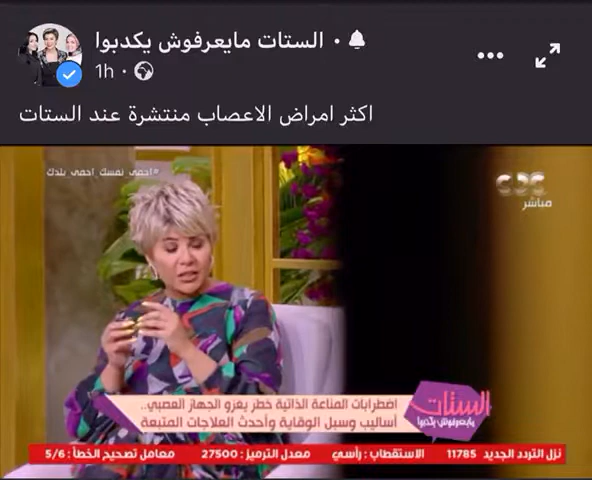 الستات مايعرفوش يكدبوا
1h
اكثر امراض الاعصاب منتشرة عند الستات
#احمي نفسك احمي بلدك
CBC
مباشر
اضطرابات المناعة الذاتية خطر يغزو الجهاز العصبي..
أساليب وسبل الوقاية وأحدث العلاجات المتبعة
الستات
مايعرفوش يكدبوا
نزل التردد الجديد 11785 الاستقطاب : رأسي معدل الترميز : 27500 معامل تصحيح الخطأ : 5/6